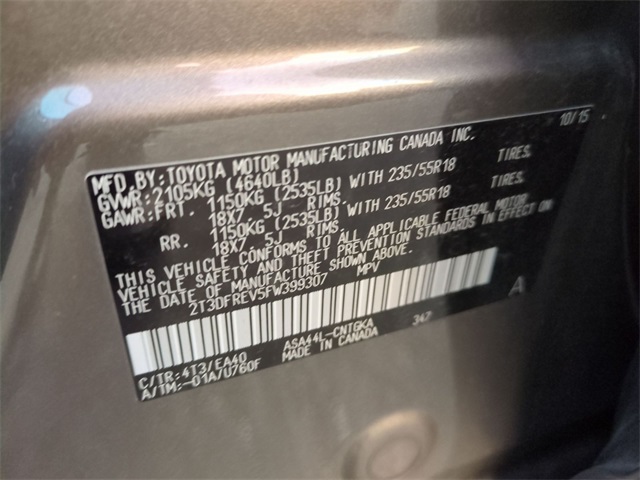 MFD. BY: TOYOTA MOTOR MANUFACTURING CANADA INC. 10/15
GVWR: 2105KG (4640LB)
GAWR: FRT. 1150KG (2535LB) WITH 235/55R18 TIRES.
18X7.5J RIMS.
RR. 1150KG (2535LB) WITH 235/55R18 TIRES.
18X7.5J RIMS.
THIS VEHICLE CONFORMS TO ALL APPLICABLE FEDERAL MOTOR
VEHICLE SAFETY AND THEFT PREVENTION STANDARDS IN EFFECT ON
THE DATE OF MANUFACTURE SHOWN ABOVE.
2T3DFREV5FW399307 MPV
A
C/TR: 4T3/EA40 ASA44L-CNTGKA 347
A/TM: -01A/U760F MADE IN CANADA